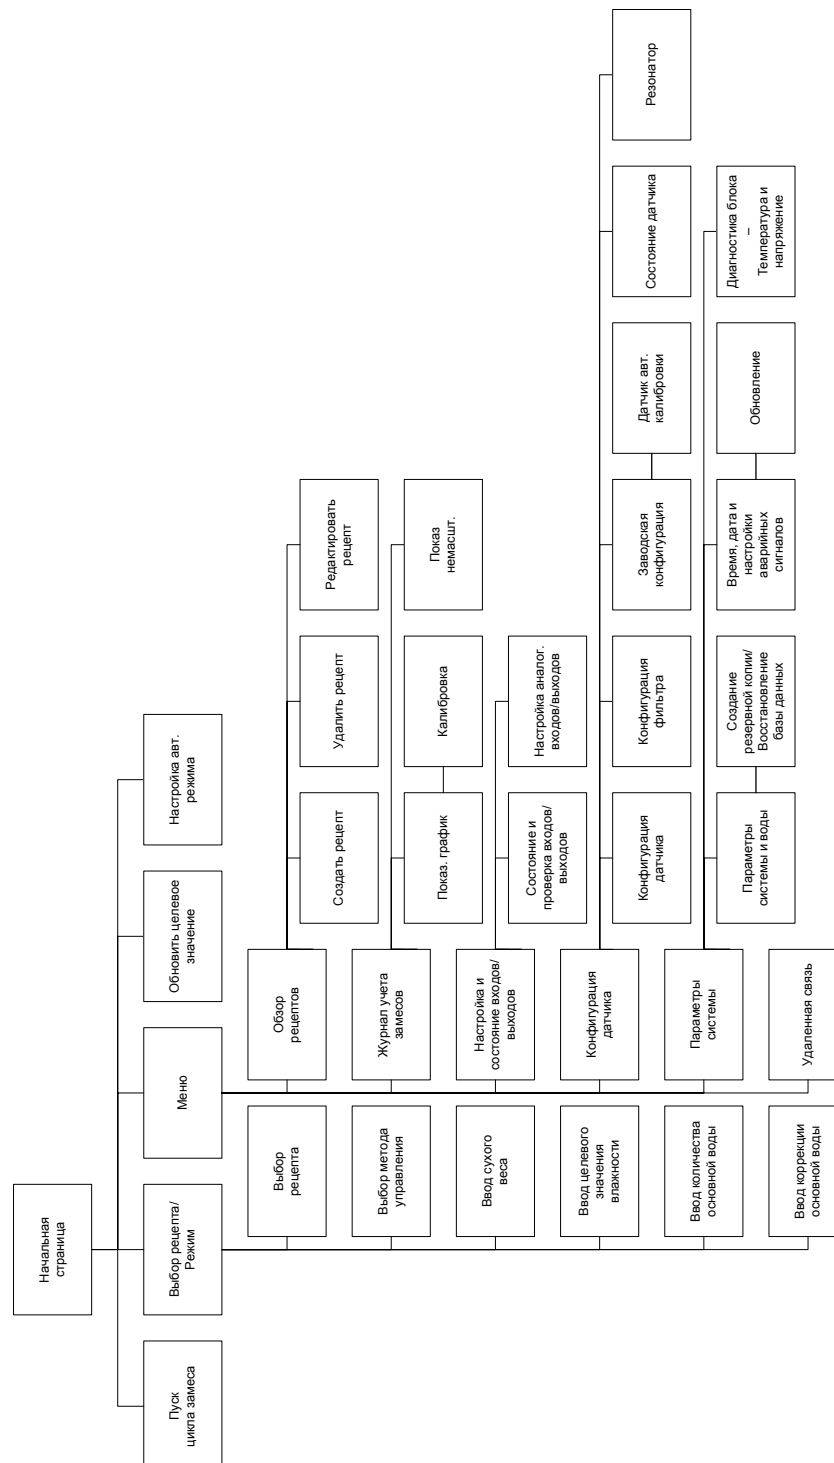 Начальная
страница
Пуск
цикла замеса
Выбор рецепта/
Режим
Меню
Обновить целевое
значение
Настройка авт.
режима
Выбор
рецепта
Обзор
рецептов
Создать рецепт
Удалить рецепт
Редактировать
рецепт
Выбор метода
управления
Журнал учета
замесов
Показ. график
Калибровка
Показ
немасшт.
Ввод сухого
веса
Настройка и
состояние входов/
выходов
Состояние и
проверка входов/
выходов
Настройка аналог.
входов/выходов
Ввод целевого
значения
влажности
Конфигурация
датчика
Конфигурация
датчика
Конфигурация
фильтра
Заводская
конфигурация
Датчик авт.
калибровки
Состояние датчика
Резонатор
Ввод количества
основной воды
Параметры
системы
Параметры
системы и воды
Создание
резервной копии/
Восстановление
базы данных
Время, дата и
настройки
аварийных
сигналов
Обновление
Диагностика блока
–
Температура и
напряжение
Ввод коррекции
основной воды
Удаленная связь